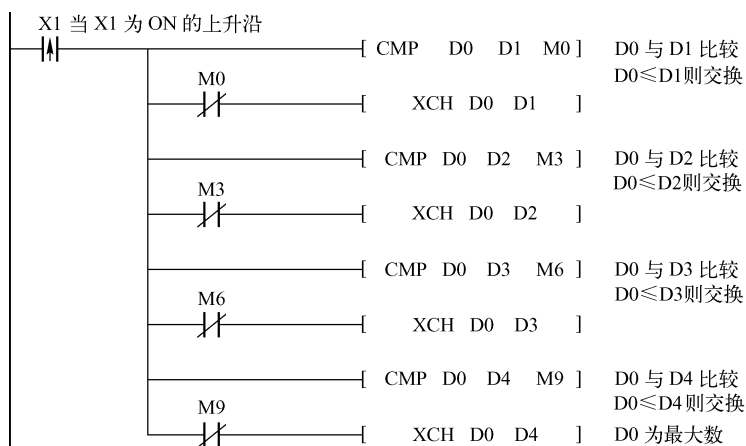 X1 当 X1 为 ON 的上升沿
[ CMP D0 D1 M0 ] D0 与 D1 比较
D0≤D1则交换
M0
[ XCH D0 D1 ]
[ CMP D0 D2 M3 ] D0 与 D2 比较
D0≤D2则交换
M3
[ XCH D0 D2 ]
[ CMP D0 D3 M6 ] D0 与 D3 比较
D0≤D3则交换
M6
[ XCH D0 D3 ]
[ CMP D0 D4 M9 ] D0 与 D4 比较
D0≤D4则交换
M9
[ XCH D0 D4 ] D0 为最大数